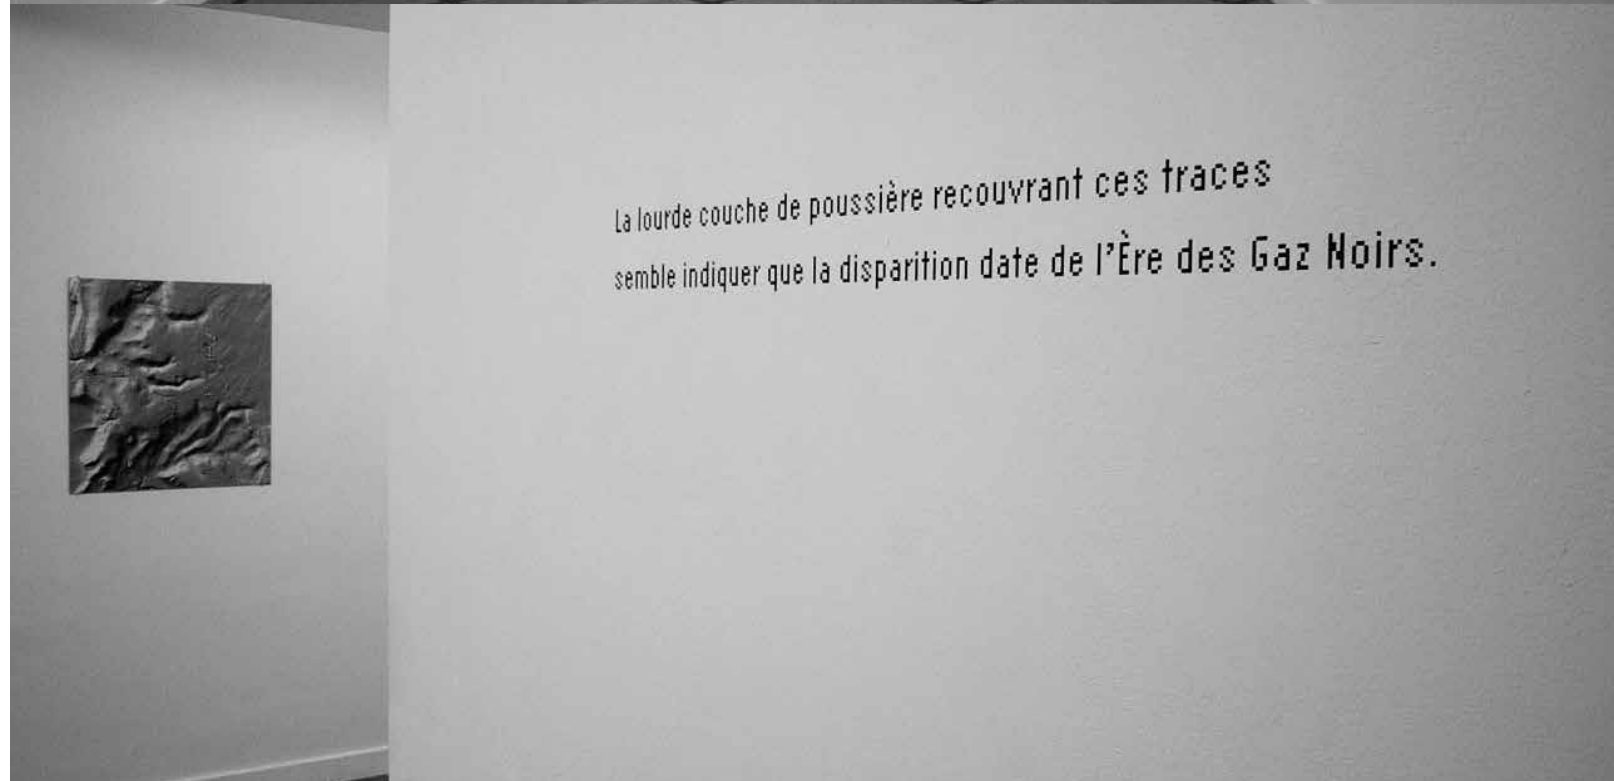 La lourde couche de poussière recouvrant ces traces
semble indiquer que la disparition date de l'Ère des Gaz Noirs.